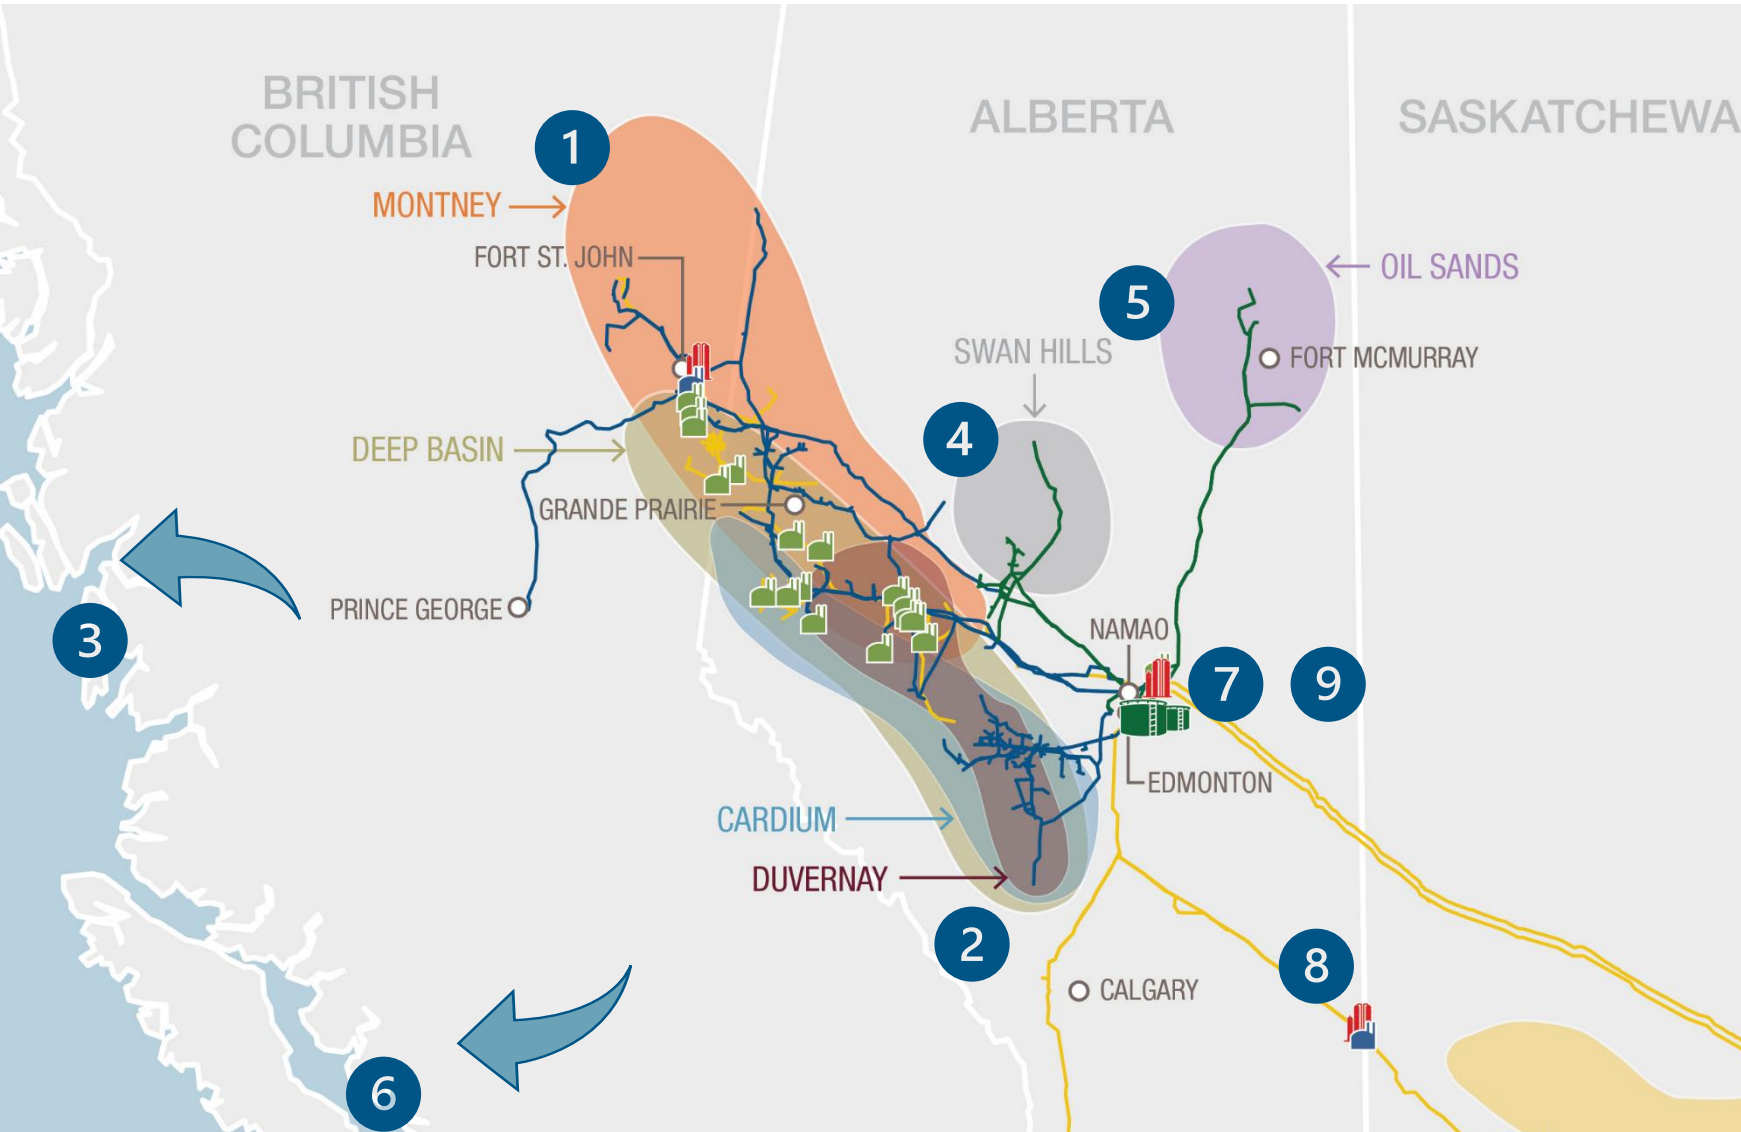 BRITISH
COLUMBIA
ALBERTA
SASKATCHEWA
1
MONTNEY
FORT ST. JOHN
OIL SANDS
5
SWAN HILLS
FORT MCMURRAY
4
DEEP BASIN
GRANDE PRAIRIE
PRINCE GEORGE
3
NAMAO
7
9
EDMONTON
CARDIUM
DUVERNAY
2
8
CALGARY
6